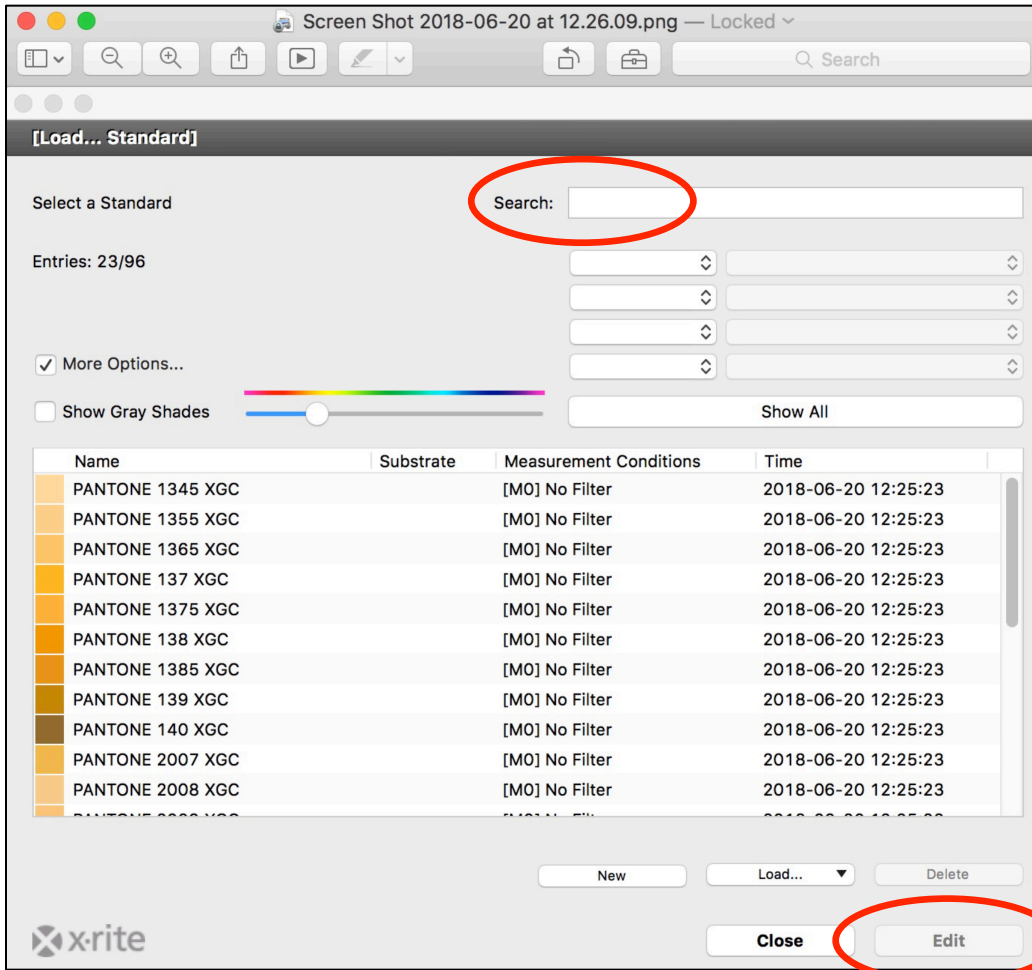 Screen Shot 2018-06-20 at 12.26.09.png — Locked
Search
[Load... Standard]
Select a Standard Search:
Entries: 23/96
More Options...
Show Gray Shades Show All
Name Substrate Measurement Conditions Time
PANTONE 1345 XGC [M0] No Filter 2018-06-20 12:25:23
PANTONE 1355 XGC [M0] No Filter 2018-06-20 12:25:23
PANTONE 1365 XGC [M0] No Filter 2018-06-20 12:25:23
PANTONE 137 XGC [M0] No Filter 2018-06-20 12:25:23
PANTONE 1375 XGC [M0] No Filter 2018-06-20 12:25:23
PANTONE 138 XGC [M0] No Filter 2018-06-20 12:25:23
PANTONE 1385 XGC [M0] No Filter 2018-06-20 12:25:23
PANTONE 139 XGC [M0] No Filter 2018-06-20 12:25:23
PANTONE 140 XGC [M0] No Filter 2018-06-20 12:25:23
PANTONE 2007 XGC [M0] No Filter 2018-06-20 12:25:23
PANTONE 2008 XGC [M0] No Filter 2018-06-20 12:25:23
New Load... Delete
x·rite Close Edit